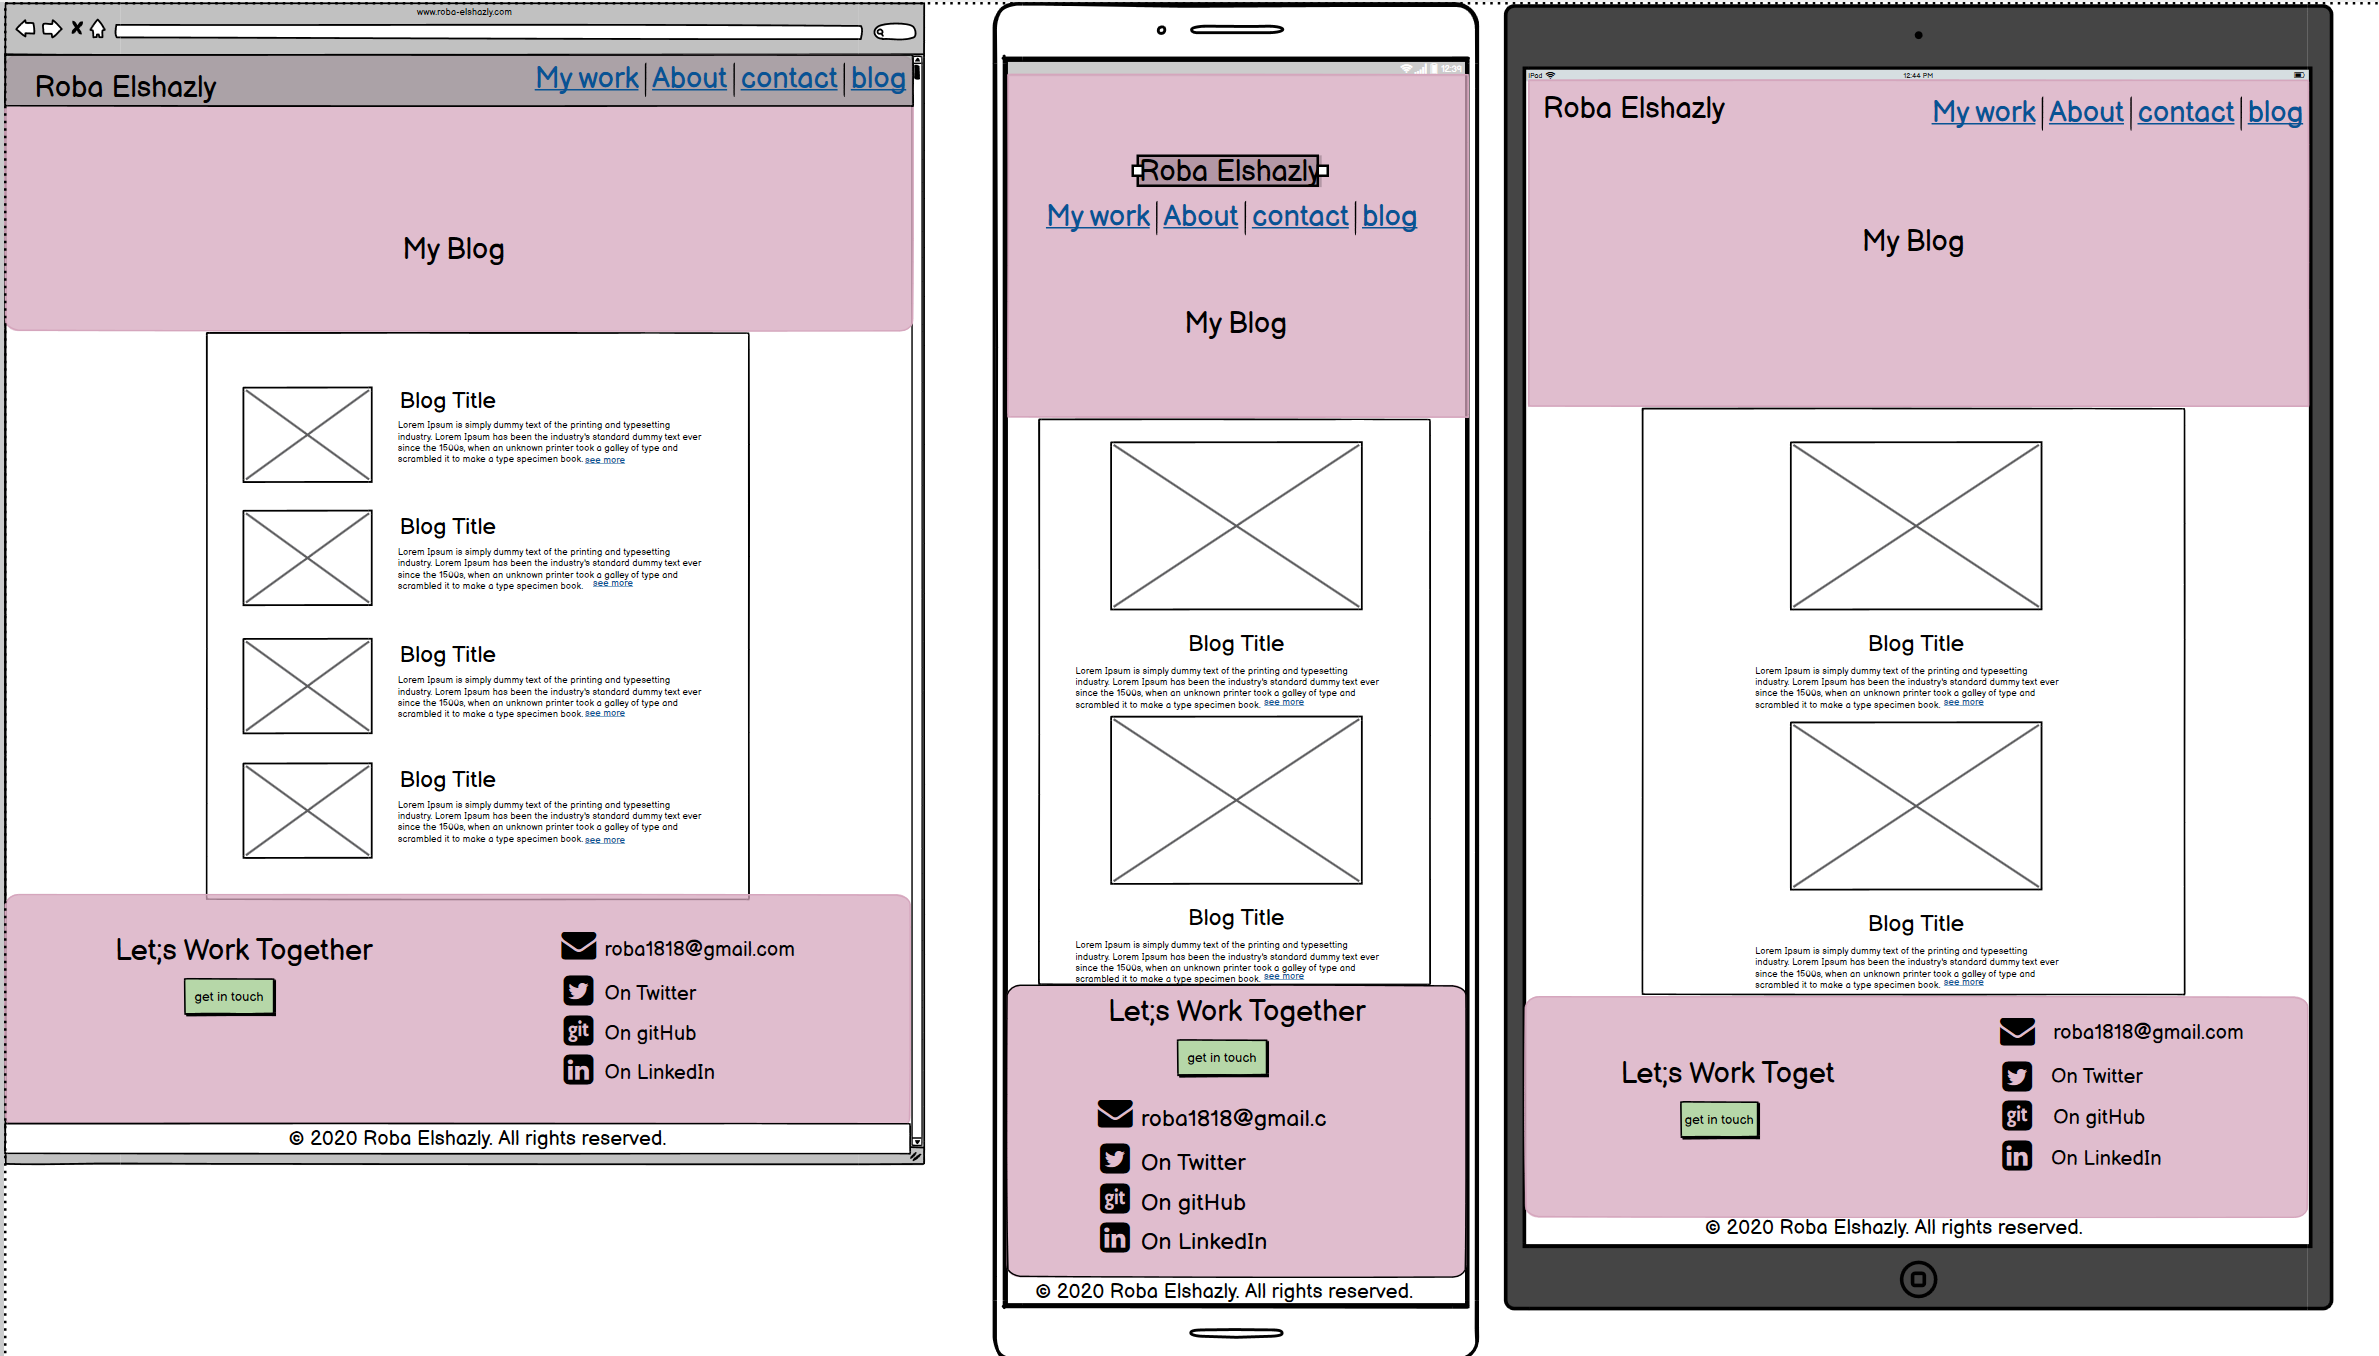 www.roba-elshazly.com
Roba Elshazly
My work | About | contact | blog
My Blog
Blog Title
Lorem Ipsum is simply dummy text of the printing and typesetting
industry. Lorem Ipsum has been the industry's standard dummy text ever
since the 1500s, when an unknown printer took a galley of type and
scrambled it to make a type specimen book. see more
Blog Title
Lorem Ipsum is simply dummy text of the printing and typesetting
industry. Lorem Ipsum has been the industry's standard dummy text ever
since the 1500s, when an unknown printer took a galley of type and
scrambled it to make a type specimen book. see more
Blog Title
Lorem Ipsum is simply dummy text of the printing and typesetting
industry. Lorem Ipsum has been the industry's standard dummy text ever
since the 1500s, when an unknown printer took a galley of type and
scrambled it to make a type specimen book. see more
Blog Title
Lorem Ipsum is simply dummy text of the printing and typesetting
industry. Lorem Ipsum has been the industry's standard dummy text ever
since the 1500s, when an unknown printer took a galley of type and
scrambled it to make a type specimen book. see more
Let;s Work Together
get in touch
roba1818@gmail.com
On Twitter
git On gitHub
in On LinkedIn
© 2020 Roba Elshazly. All rights reserved.
12:39
Roba Elshazly
My work | About | contact | blog
My Blog
Blog Title
Lorem Ipsum is simply dummy text of the printing and typesetting
industry. Lorem Ipsum has been the industry's standard dummy text ever
since the 1500s, when an unknown printer took a galley of type and
scrambled it to make a type specimen book. see more
Blog Title
Lorem Ipsum is simply dummy text of the printing and typesetting
industry. Lorem Ipsum has been the industry's standard dummy text ever
since the 1500s, when an unknown printer took a galley of type and
scrambled it to make a type specimen book. see more
Let;s Work Together
get in touch
roba1818@gmail.c
On Twitter
git On gitHub
in On LinkedIn
© 2020 Roba Elshazly. All rights reserved.
iPad 12:44 PM
Roba Elshazly
My work | About | contact | blog
My Blog
Blog Title
Lorem Ipsum is simply dummy text of the printing and typesetting
industry. Lorem Ipsum has been the industry's standard dummy text ever
since the 1500s, when an unknown printer took a galley of type and
scrambled it to make a type specimen book. see more
Blog Title
Lorem Ipsum is simply dummy text of the printing and typesetting
industry. Lorem Ipsum has been the industry's standard dummy text ever
since the 1500s, when an unknown printer took a galley of type and
scrambled it to make a type specimen book. see more
Let;s Work Toget
get in touch
roba1818@gmail.com
On Twitter
git On gitHub
in On LinkedIn
© 2020 Roba Elshazly. All rights reserved.